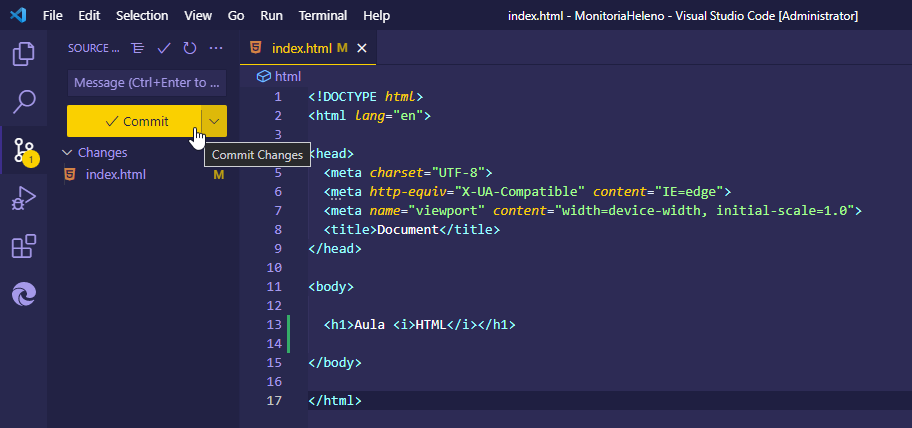 File Edit Selection View Go Run Terminal Help index.html - MonitoriaHeleno - Visual Studio Code [Administrator]
SOURCE ...
index.html M
Message (Ctrl+Enter to ...
html
Commit
Commit Changes
Changes
index.html M
1
1 <!DOCTYPE html>
2 <html lang="en">
3
<head>
5 <meta charset="UTF-8">
6 <meta http-equiv="X-UA-Compatible" content="IE=edge">
7 <meta name="viewport" content="width=device-width, initial-scale=1.0">
8 <title>Document</title>
9 </head>
10
11 <body>
12
13 <h1>Aula <i>HTML</i></h1>
14
15 </body>
16
17 </html>